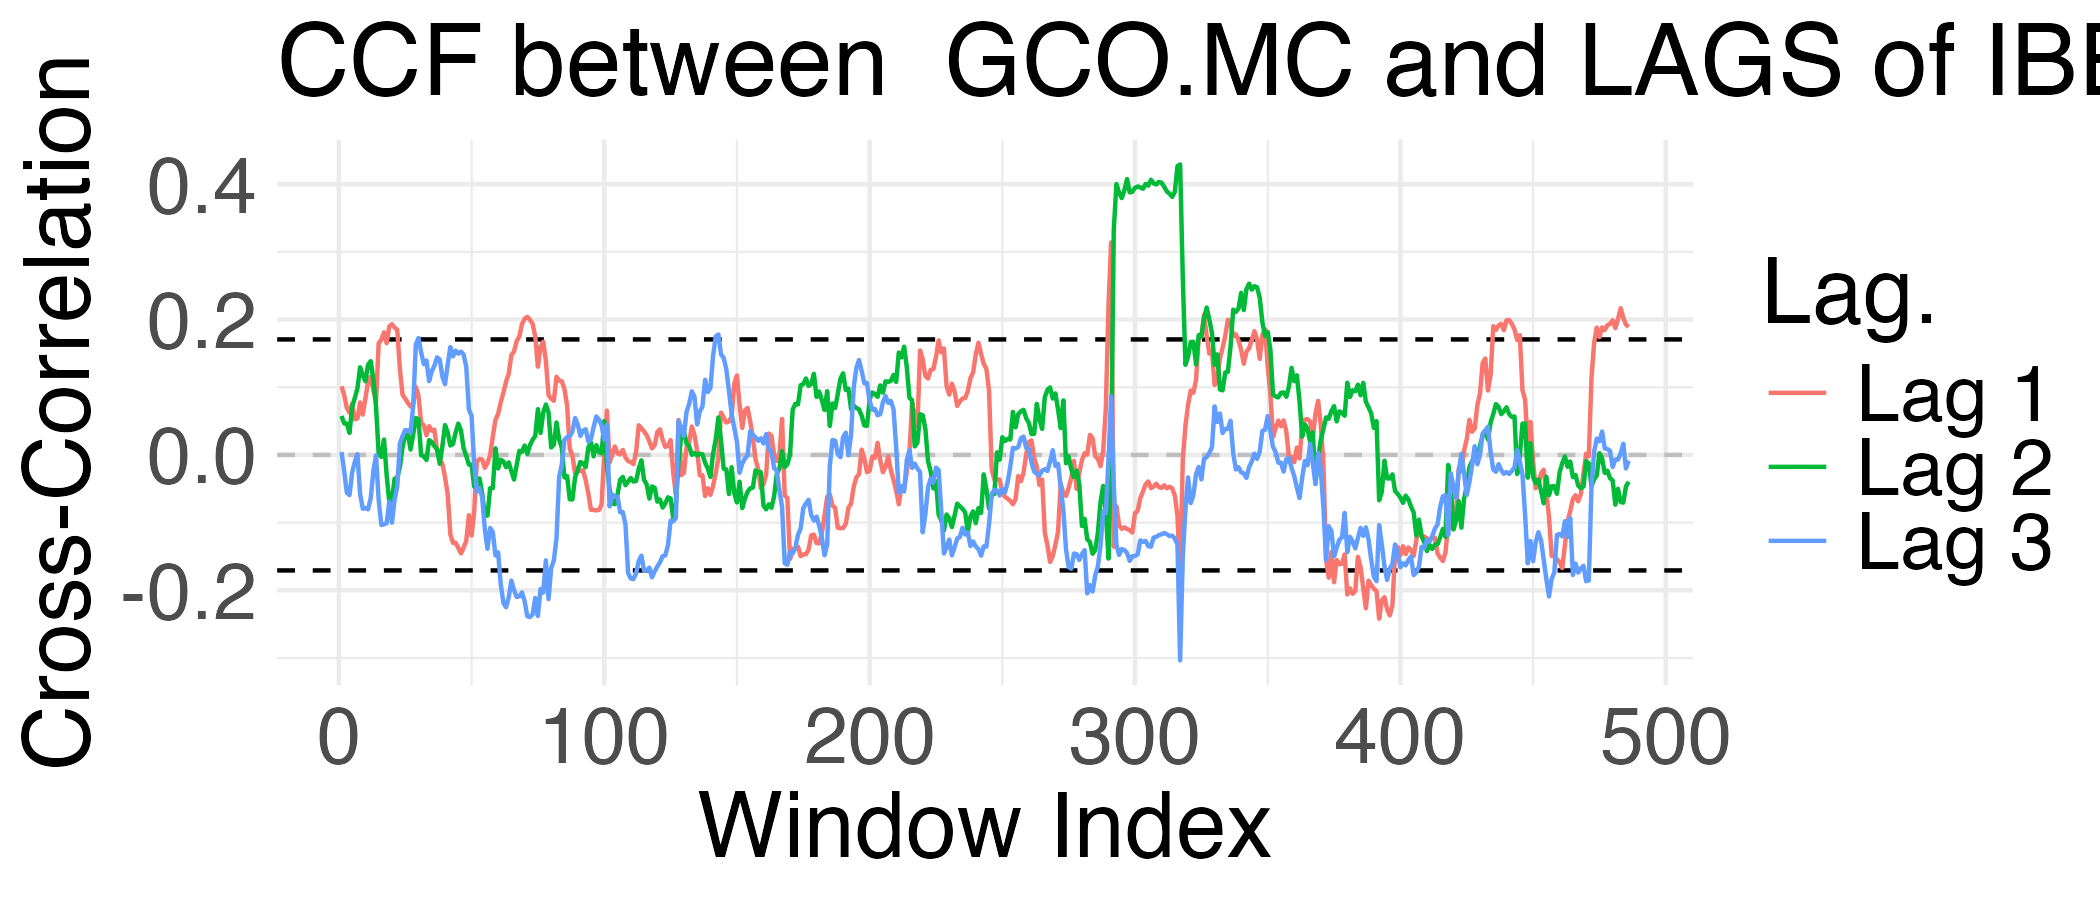 CCF between  GCO.MC and LAGS of IB
Cross-Correlation
0.4
0.2
0.0
-0.2
0
100
200
300
400
500
Window Index
Lag.
Lag 1
Lag 2
Lag 3